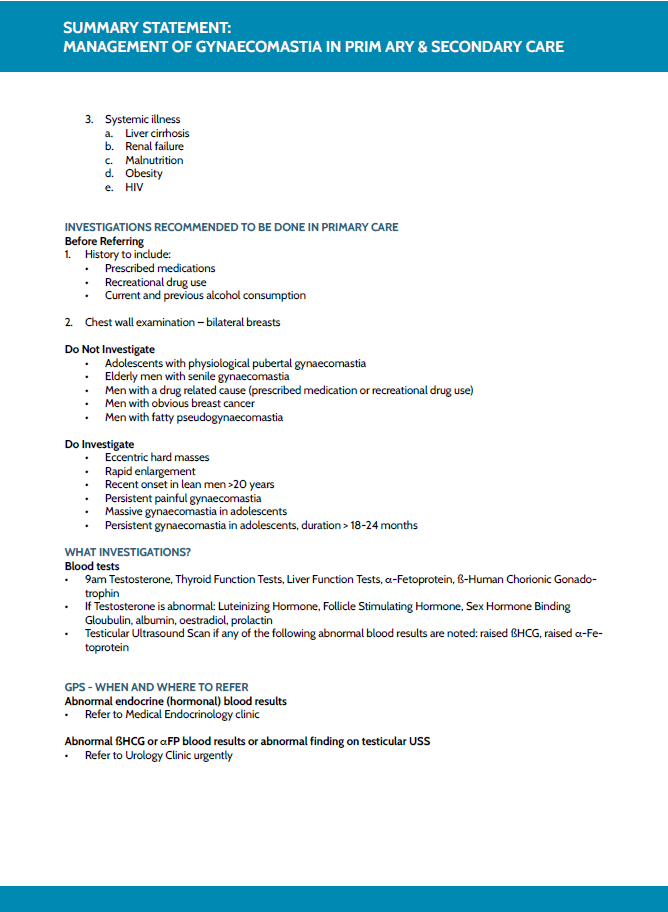 SUMMARY STATEMENT:
MANAGEMENT OF GYNAECOMASTIA IN PRIM ARY & SECONDARY CARE
3. Systemic illness
a. Liver cirrhosis
b. Renal failure
c. Malnutrition
d. Obesity
e. HIV
INVESTIGATIONS RECOMMENDED TO BE DONE IN PRIMARY CARE
Before Referring
1. History to include:
• Prescribed medications
• Recreational drug use
• Current and previous alcohol consumption
2. Chest wall examination – bilateral breasts
Do Not Investigate
• Adolescents with physiological pubertal gynaecomastia
• Elderly men with senile gynaecomastia
• Men with a drug related cause (prescribed medication or recreational drug use)
• Men with obvious breast cancer
• Men with fatty pseudogynaecomastia
Do Investigate
• Eccentric hard masses
• Rapid enlargement
• Recent onset in lean men >20 years
• Persistent painful gynaecomastia
• Massive gynaecomastia in adolescents
• Persistent gynaecomastia in adolescents, duration > 18-24 months
WHAT INVESTIGATIONS?
Blood tests
• 9am Testosterone, Thyroid Function Tests, Liver Function Tests, α-Fetoprotein, ß-Human Chorionic Gonado-
trophin
• If Testosterone is abnormal: Luteinizing Hormone, Follicle Stimulating Hormone, Sex Hormone Binding
Gloubulin, albumin, oestradiol, prolactin
• Testicular Ultrasound Scan if any of the following abnormal blood results are noted: raised ßHCG, raised α-Fe-
toprotein
GPS - WHEN AND WHERE TO REFER
Abnormal endocrine (hormonal) blood results
• Refer to Medical Endocrinology clinic
Abnormal ßHCG or αFP blood results or abnormal finding on testicular USS
• Refer to Urology Clinic urgently